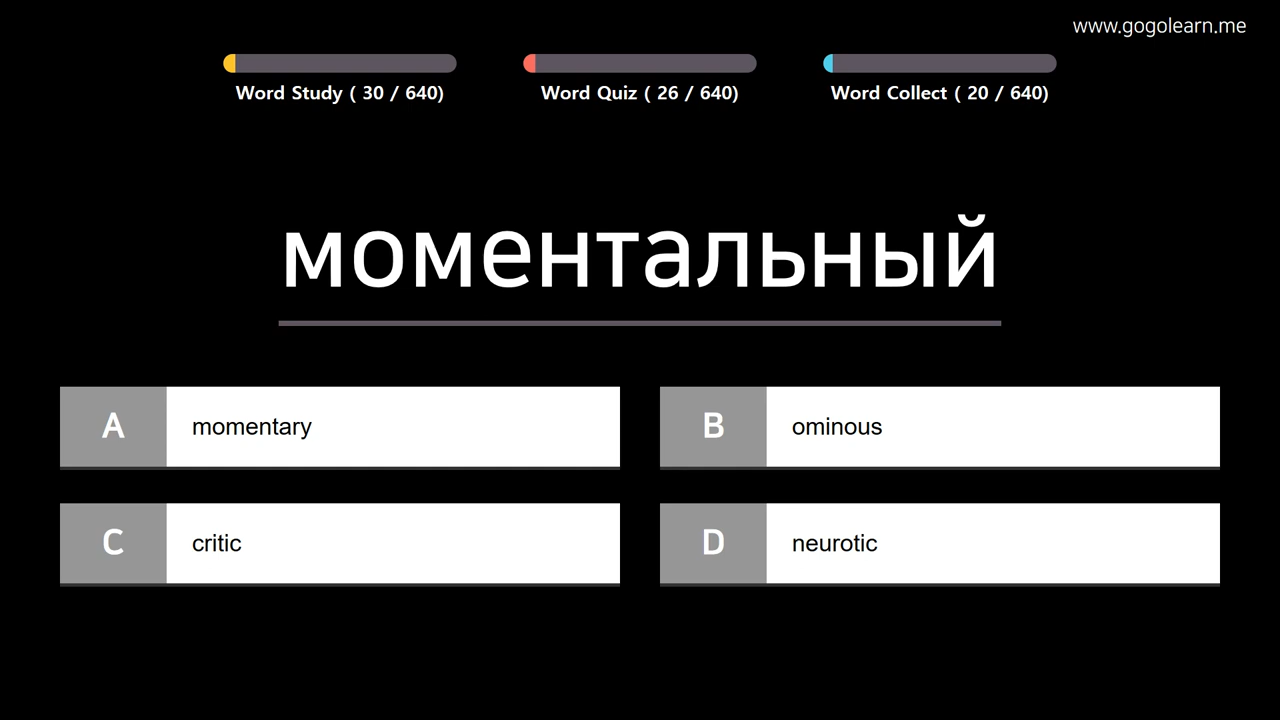 www.gogolearn.me
Word Study ( 30 / 640)
Word Quiz ( 26 / 640)
Word Collect ( 20 / 640)
моментальный
A momentary
B ominous
C critic
D neurotic